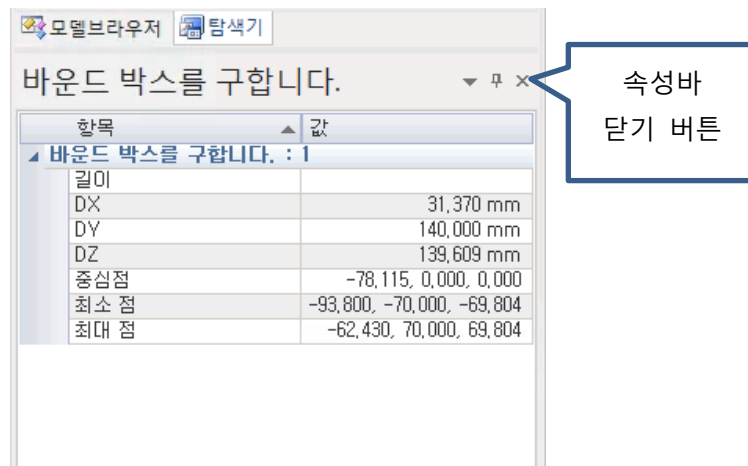 모델브라우저 탐색기
바운드 박스를 구합니다.
속성바
닫기 버튼
항목 값
바운드 박스를 구합니다. : 1
길이
DX 31,370 mm
DY 140,000 mm
DZ 139,609 mm
중심점 -78,115, 0,000, 0,000
최소 점 -93,800, -70,000, -69,804
최대 점 -62,430, 70,000, 69,804